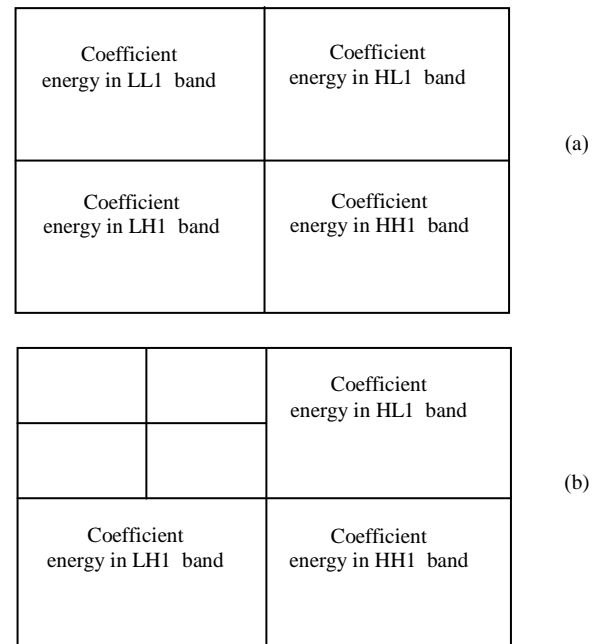 Coefficient
energy in LL1 band
Coefficient
energy in HL1 band
(a)
Coefficient
energy in LH1 band
Coefficient
energy in HH1 band
Coefficient
energy in HL1 band
(b)
Coefficient
energy in LH1 band
Coefficient
energy in HH1 band